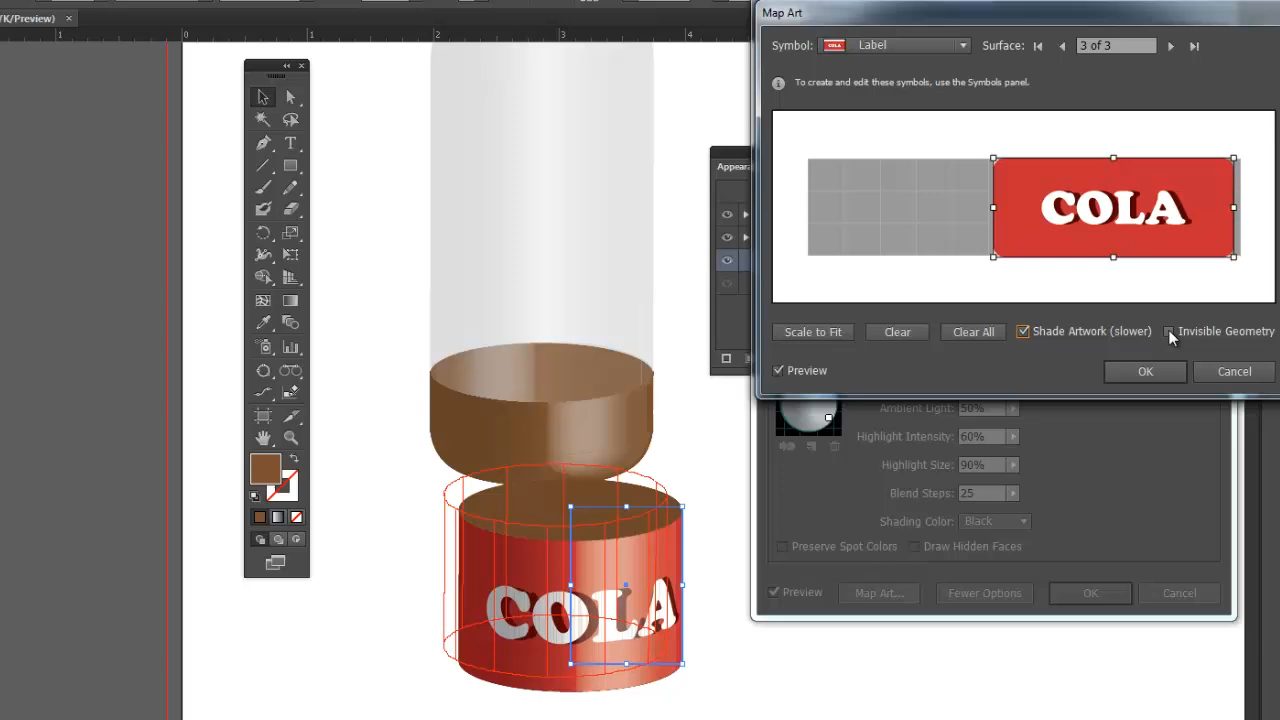 K/Preview) ×
Map Art
1 0 1 2 3 4
Symbol: COLA Label Surface: 3 of 3
To create and edit these symbols, use the Symbols panel.
Appeara
COLA
Scale to Fit Clear Clear All Shade Artwork (slower) Invisible Geometry
Preview OK Cancel
Ambient Light: 50%
Highlight Intensity: 60%
Highlight Size: 90%
Blend Steps: 25
Shading Color: Black
Preserve Spot Colors Draw Hidden Faces
Preview Map Art... Fewer Options OK Cancel
COLA